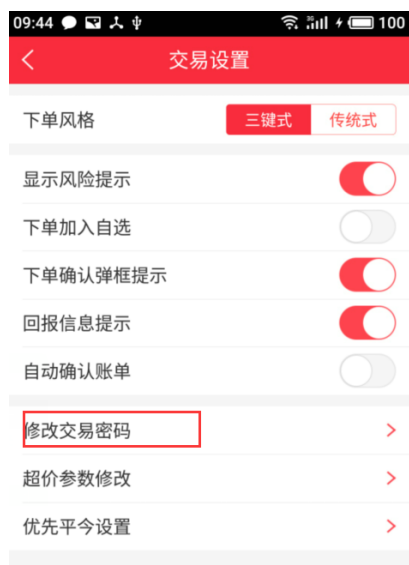 09:44 100
交易设置
下单风格 三键式 传统式
显示风险提示
下单加入自选
下单确认弹框提示
回报信息提示
自动确认账单
修改交易密码
超价参数修改
优先平今设置